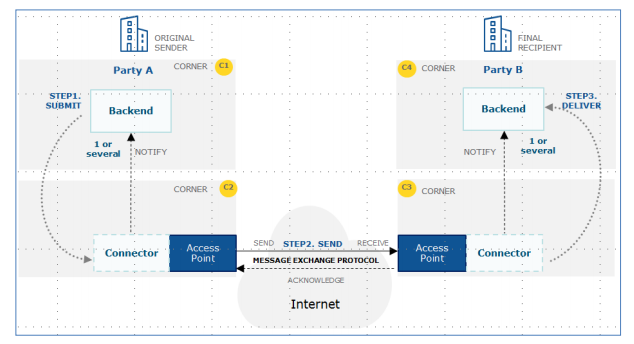 ORIGINAL
SENDER
FINAL
RECIPIENT
Party A
CORNER C1
C4 CORNER
Party B
STEP1.
SUBMIT
Backend
Backend
STEP3.
DELIVER
1 or
several
NOTIFY
NOTIFY
1 or
several
CORNER C2
C3 CORNER
Connector
Access
Point
SEND STEP2. SEND RECEIVE
MESSAGE EXCHANGE PROTOCOL
ACKNOWLEDGE
Access
Point
Connector
Internet